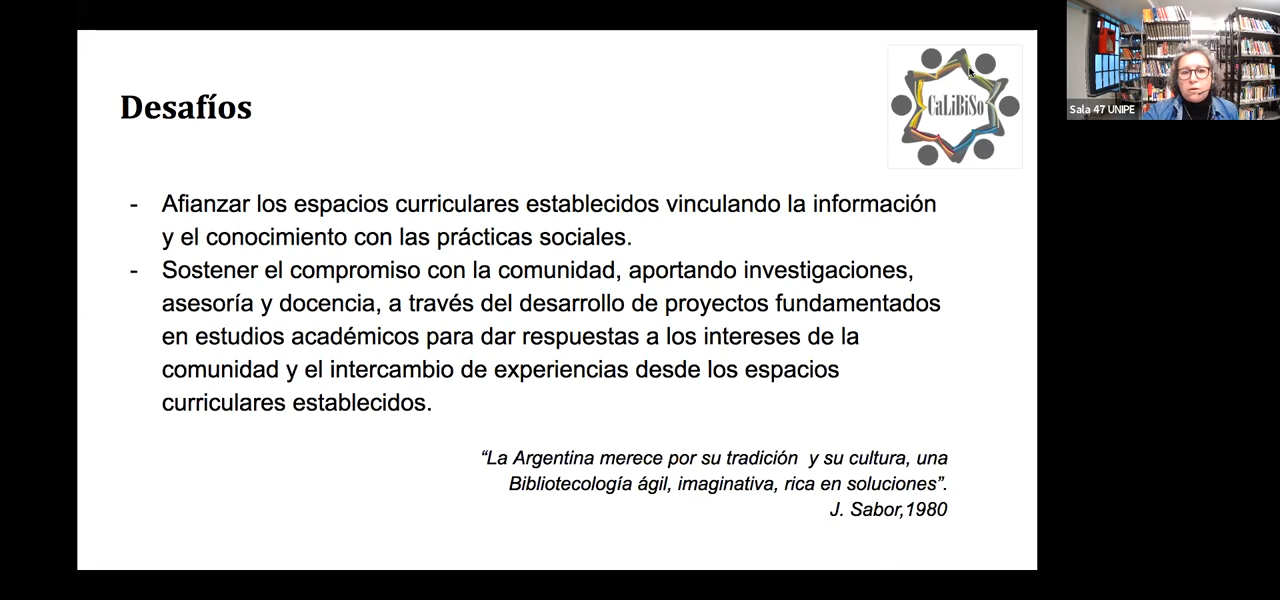 Desafíos
CaLiBiSo
Sala 47 UNIPE
- Afianzar los espacios curriculares establecidos vinculando la información
y el conocimiento con las prácticas sociales.
- Sostener el compromiso con la comunidad, aportando investigaciones,
asesoría y docencia, a través del desarrollo de proyectos fundamentados
en estudios académicos para dar respuestas a los intereses de la
comunidad y el intercambio de experiencias desde los espacios
curriculares establecidos.
“La Argentina merece por su tradición y su cultura, una
Bibliotecología ágil, imaginativa, rica en soluciones”.
J. Sabor,1980